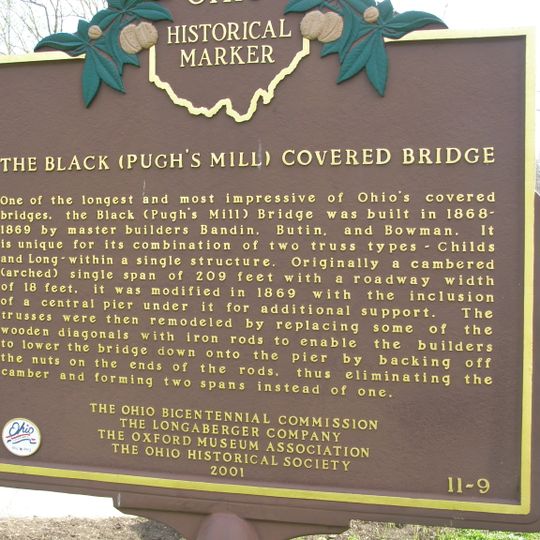 OHIO
HISTORICAL
MARKER
THE BLACK (PUGH'S MILL) COVERED BRIDGE
One of the longest and most impressive of Ohio's covered
bridges, the Black (Pugh's Mill) Bridge was built in 1868-
1869 by master builders Bandin, Butin, and Bowman. It
is unique for its combination of two truss types - Childs
and Long - within a single structure. Originally a cambered
(arched) single span of 209 feet with a roadway width
of 18 feet, it was modified in 1869 with the inclusion
of a central pier under it for additional support. The
trusses were then remodeled by replacing some of the
wooden diagonals with iron rods to enable the builders
to lower the bridge down onto the pier by backing off
the nuts on the ends of the rods, thus eliminating the
camber and forming two spans instead of one.
THE OHIO BICENTENNIAL COMMISSION
THE LONGABERGER COMPANY
THE OXFORD MUSEUM ASSOCIATION
THE OHIO HISTORICAL SOCIETY
2001
11-9
Ohio